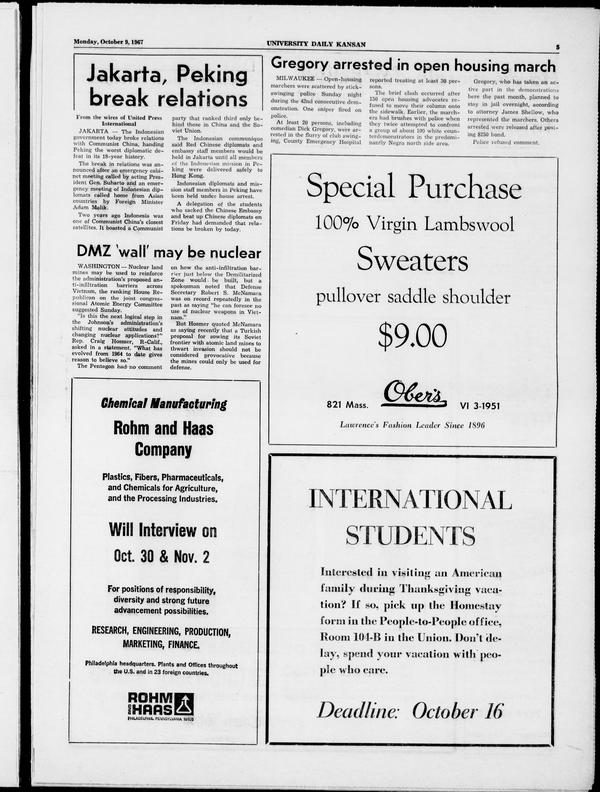 Monday, October 9, 1967
UNIVERSITY DAILY KANSAN
5
Jakarta, Peking
break relations
From the wires of United Press
International
JAKARTA — The Indonesian
government today broke relations
with Communist China, handing
Peking the worst diplomatic de-
feat in its 18-year history.
The break in relations was an-
nounced after an emergency cabi-
net meeting called by acting Pres-
ident Gen. Suharto and an emer-
gency meeting of Indonesian dip-
lomats called home from Asian
countries by Foreign Minister
Adam Malik.
Two years ago Indonesia was
one of Communist China's closest
satellites. It boasted a Communist
party that ranked third only be-
hind those in China and the So-
viet Union.
The Indonesian communique
said Red Chinese diplomats and
embassy staff members would be
held in Jakarta until all members
of the Indonesian mission in Pe-
king were delivered safely to
Hong Kong.
Indonesian diplomats and mis-
sion staff members in Peking have
been held under house arrest.
A delegation of the students
who sacked the Chinese Embassy
and beat up Chinese diplomats on
Friday had demanded that rela-
tions be broken by today.
DMZ 'wall' may be nuclear
WASHINGTON — Nuclear land
mines may be used to reinforce
the administration's proposed an-
ti-infiltration barriers across
Vietnam, the ranking House Re-
publican on the joint congres-
sional Atomic Energy Committee
suggested Sunday.
"Is this the next logical step in
the Johnson's administration's
shifting nuclear attitudes and
changing nuclear applications?"
Rep. Craig Hosmer, R-Calif.,
asked in a statement. "What has
evolved from 1964 to date gives
reason to believe so."
The Pentagon had no comment
on how the anti-infiltration bar-
rier just below the Demilitarized
Zone would be built, but a
spokesman noted that Defense
Secretary Robert S. McNamara
was on record repeatedly in the
past as saying "he can foresee no
use of nuclear weapons in Viet-
nam."
But Hosmer quoted McNamara
as saying recently that a Turkish
proposal for sowing its Soviet
frontier with atomic land mines to
thwart invasion should not be
considered provocative because
the mines could only be used for
defense.
Gregory arrested in open housing march
MILWAUKEE — Open-housing
marchers were scattered by stick-
swinging police Sunday night
during the 42nd consecutive dem-
onstration. One sniper fired on
police.
At least 20 persons, including
comedian Dick Gregory, were ar-
rested in the flurry of club swing-
ing, County Emergency Hospital
reported treating at least 30 per-
sons.
The brief clash occurred after
150 open housing advocates re-
fused to move their column onto
the sidewalk. Earlier, the march-
ers had brushes with police when
they twice attempted to confront
a group of about 100 white coun-
terdemonstrators in the predomi-
nantly Negro north side area.
Gregory, who has taken an ac-
tive part in the demonstrations
here the past month, planned to
stay in jail overnight, according
to attorney James Shellow, who
represented the marchers. Others
arrested were released after post-
ing $250 bond.
Police refused comment.
Special Purchase
100% Virgin Lambswool
Sweaters
pullover saddle shoulder
$9.00
821 Mass.
Ober's
VI 3-1951
Lawrence's Fashion Leader Since 1896
Chemical Manufacturing
Rohm and Haas
Company
Plastics, Fibers, Pharmaceuticals,
and Chemicals for Agriculture,
and the Processing Industries.
Will Interview on
Oct. 30 & Nov. 2
For positions of responsibility,
diversity and strong future
advancement possibilities.
RESEARCH, ENGINEERING, PRODUCTION,
MARKETING, FINANCE.
Philadelphia headquarters. Plants and Offices throughout
the U.S. and in 23 foreign countries.
ROHM
AND HAAS
PHILADELPHIA, PENNSYLVANIA 19105
INTERNATIONAL
STUDENTS
Interested in visiting an American
family during Thanksgiving vaca-
tion? If so, pick up the Homestay
form in the People-to-People office,
Room 104-B in the Union. Don't de-
lay, spend your vacation with peo-
ple who care.
Deadline: October 16